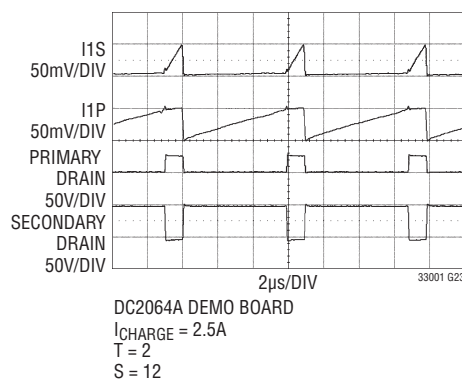 I1S
50mV/DIV
I1P
50mV/DIV
PRIMARY
DRAIN
50V/DIV
SECONDARY
DRAIN
50V/DIV
2µs/DIV
33001 G23
DC2064A DEMO BOARD
ICHARGE = 2.5A
T = 2
S = 12